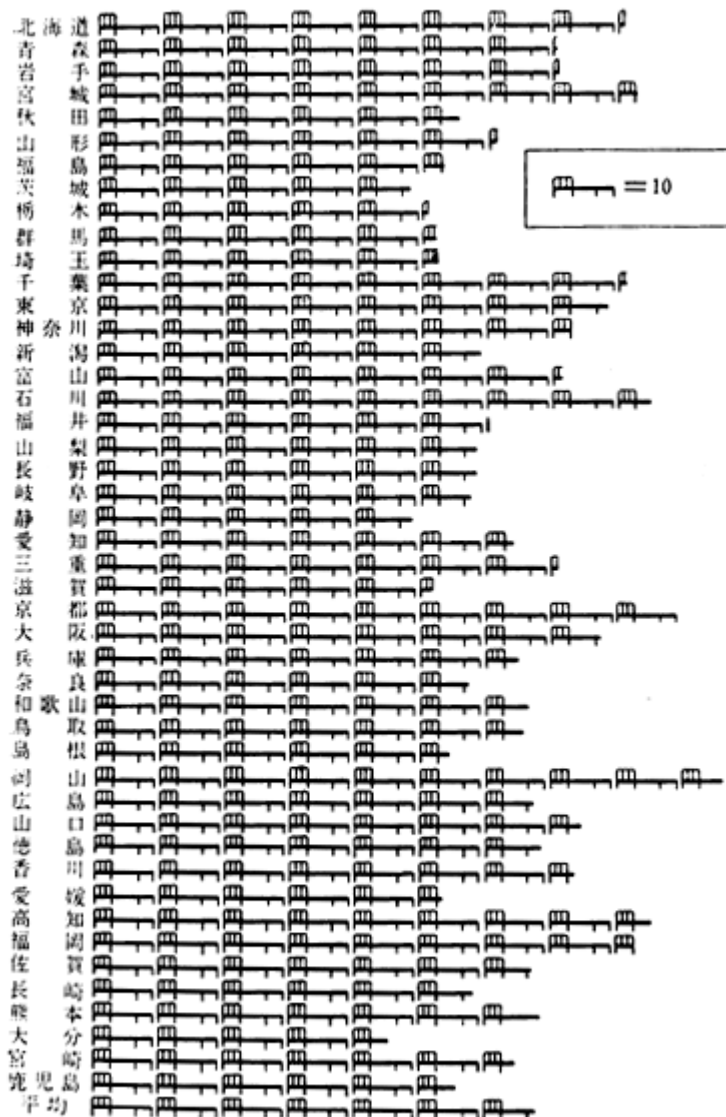 北海道
青森
岩手
宮城
秋田
山形
福島
茨城
栃木
群馬
埼玉
千葉
東京
神奈川
新潟
富山
石川
福井
山梨
長野
岐阜
静岡
愛知
三重
滋賀
京都
大阪
兵庫
奈良
和歌山
鳥取
島根
岡山
広島
山口
徳島
香川
愛媛
高知
福岡
佐賀
長崎
熊本
大分
宮崎
鹿児島
平均
＝10